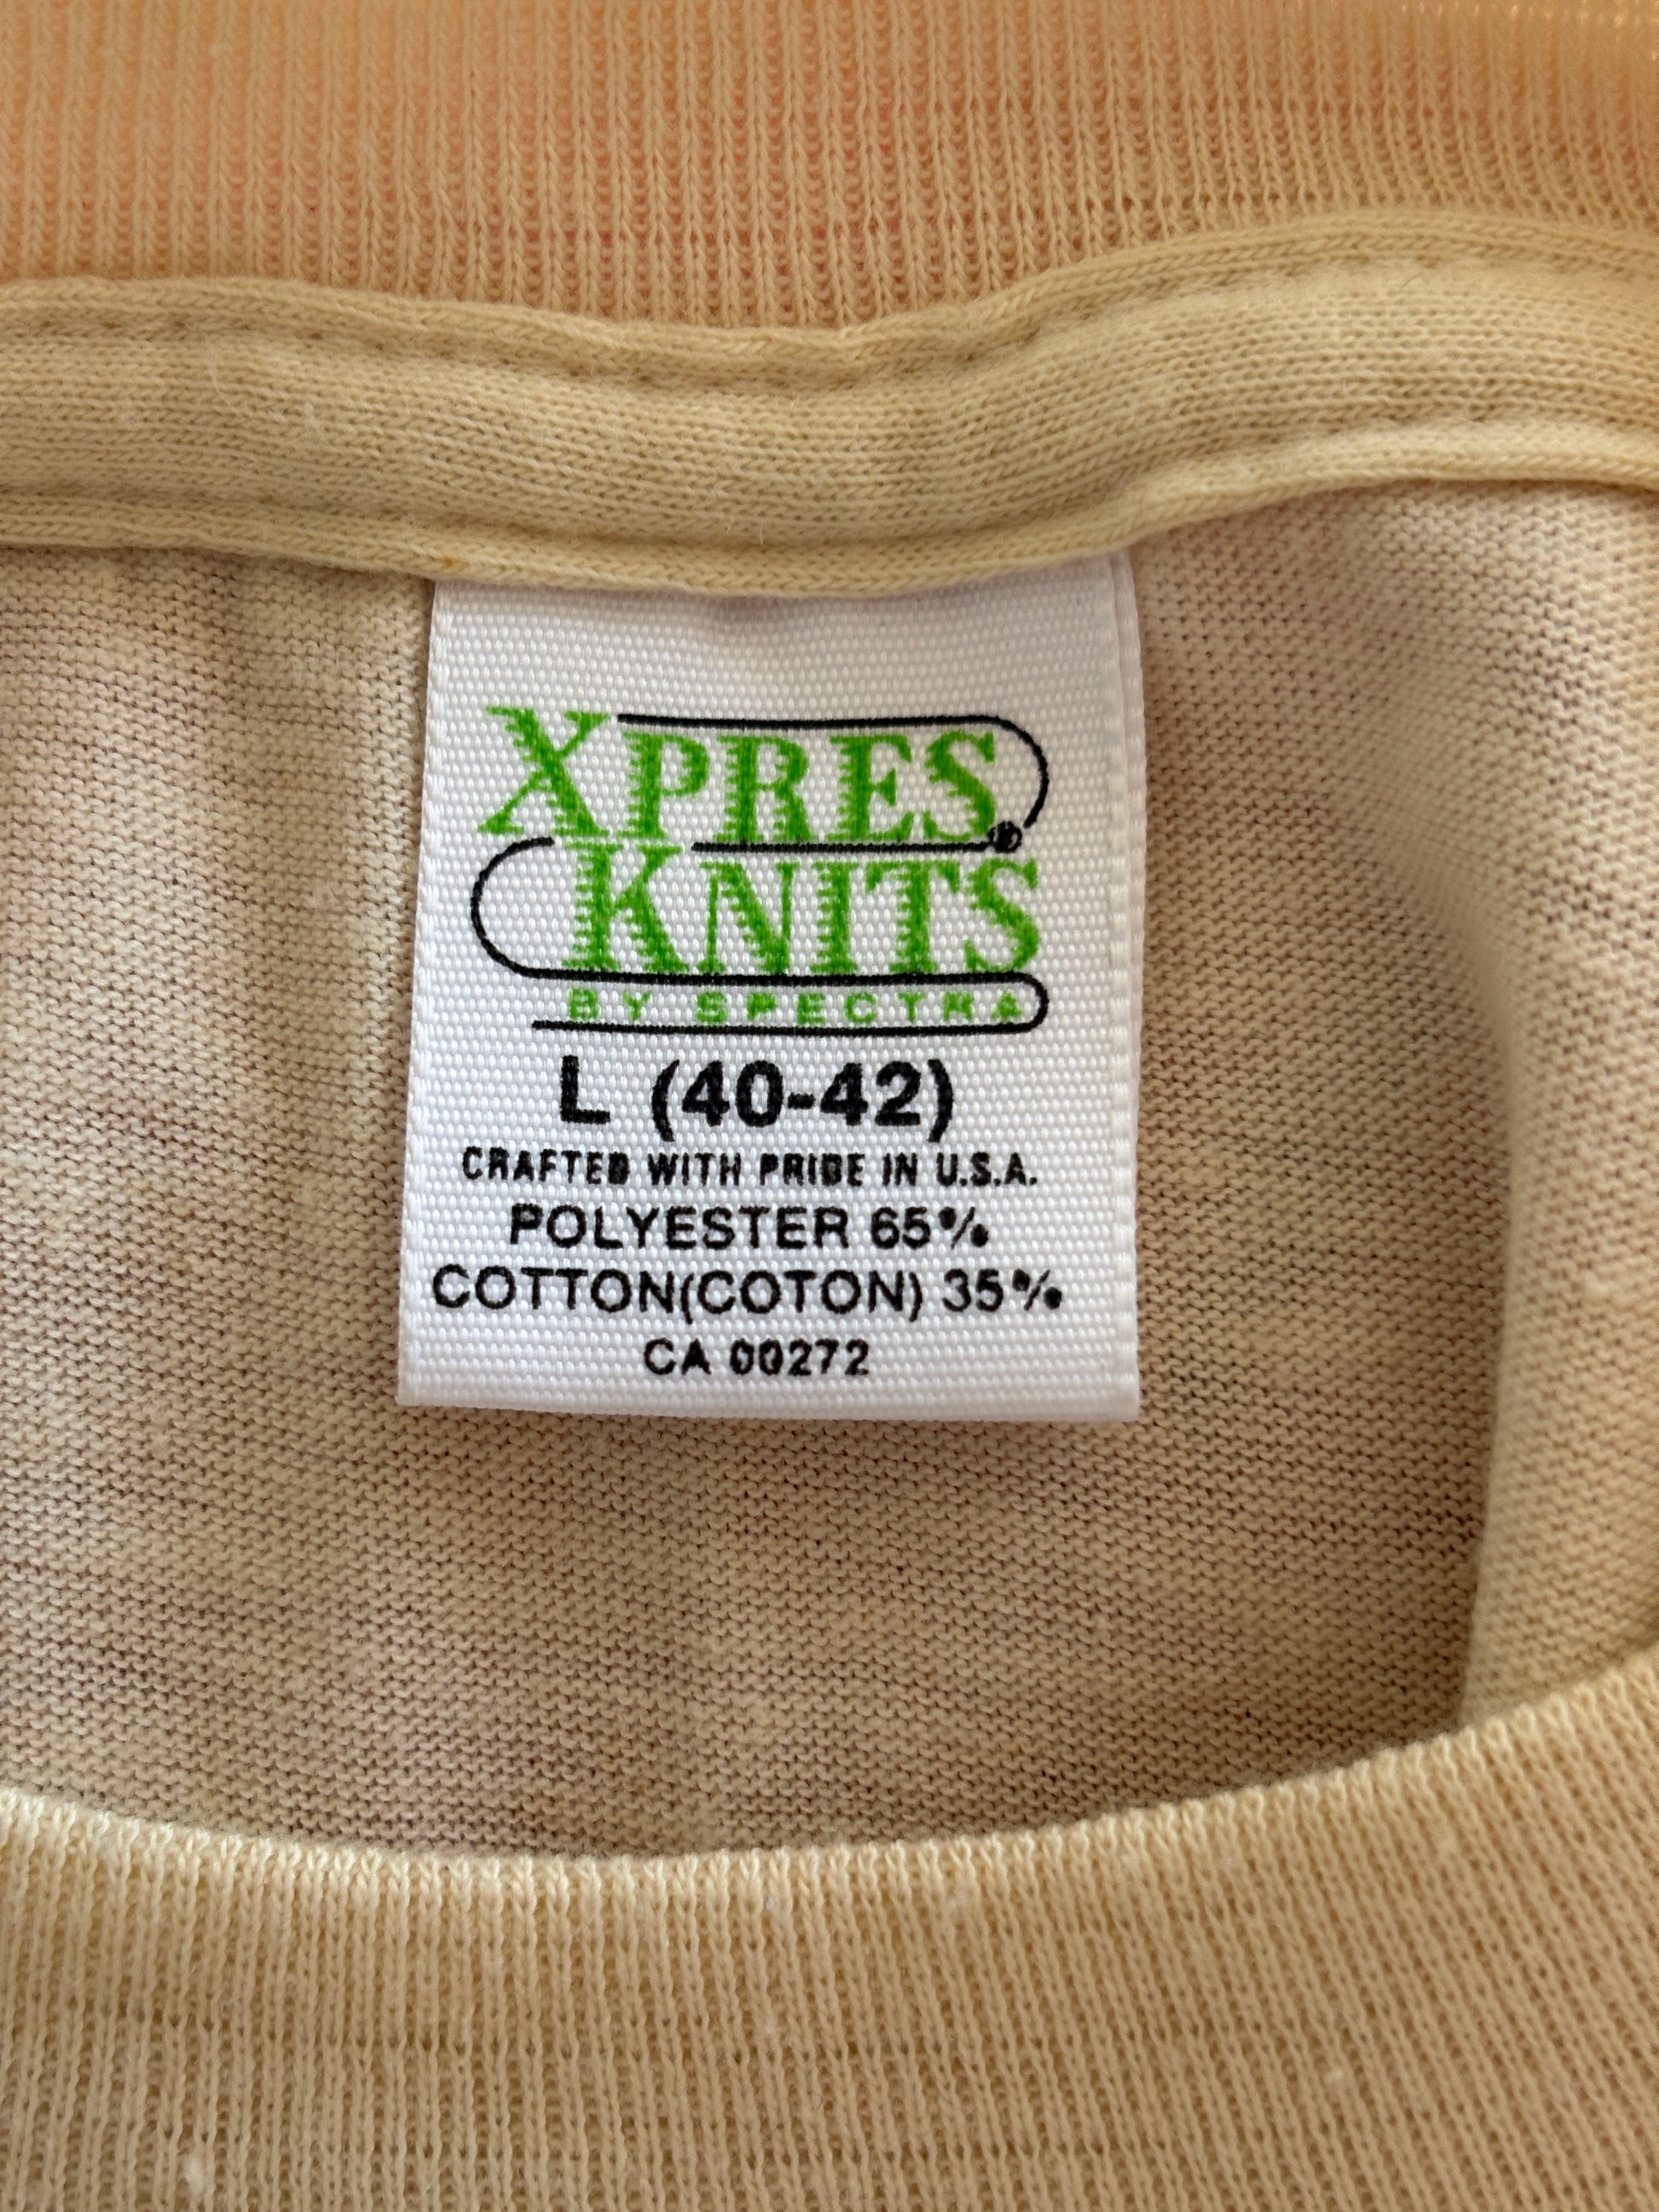 XPRES®
KNITS
BY SPECTRA
L (40-42)
CRAFTED WITH PRIDE IN U.S.A.
POLYESTER 65%
COTTON(COTON) 35%
CA 00272